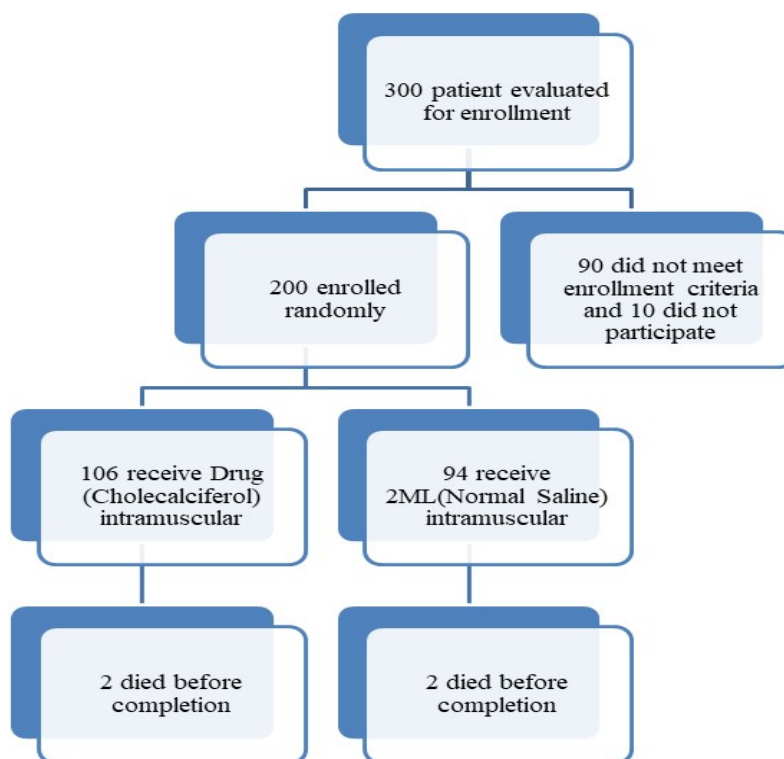 300 patient evaluated
for enrollment
200 enrolled
randomly
90 did not meet
enrollment criteria
and 10 did not
participate
106 receive Drug
(Cholecalciferol)
intramuscular
94 receive
2ML(Normal Saline)
intramuscular
2 died before
completion
2 died before
completion